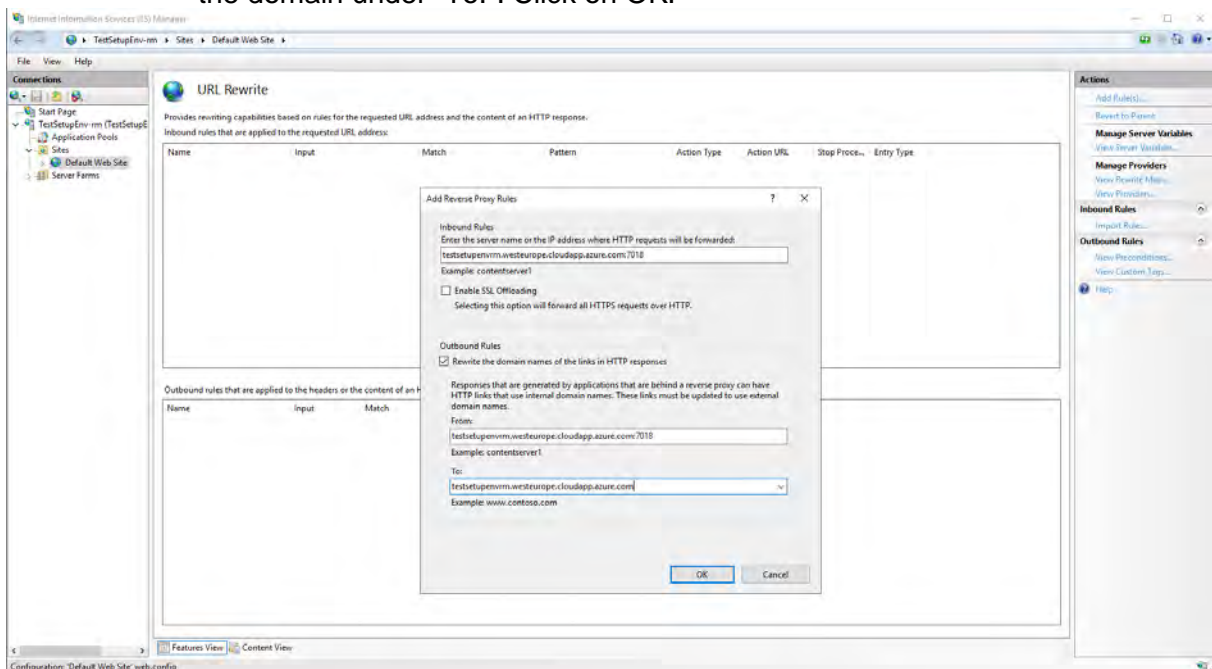 the domain under "To:". Click on OK.
Internet Information Services (IIS) Manager
TestSetupEnv-rm ▸ Sites ▸ Default Web Site ▸
File View Help
Connections
Start Page
TestSetupEnv-rm (TestSetupE
Application Pools
Sites
Default Web Site
Server Farms
URL Rewrite
Provides rewriting capabilities based on rules for the requested URL address and the content of an HTTP response.
Inbound rules that are applied to the requested URL address:
Name Input Match Pattern Action Type Action URL Stop Proce... Entry Type
Add Reverse Proxy Rules ? X
Inbound Rules
Enter the server name or the IP address where HTTP requests will be forwarded:
testsetupenvrm.westeurope.cloudapp.azure.com:7018
Example: contentserver1
Enable SSL Offloading
Selecting this option will forward all HTTPS requests over HTTP.
Outbound Rules
Rewrite the domain names of the links in HTTP responses
Responses that are generated by applications that are behind a reverse proxy can have
HTTP links that use internal domain names. These links must be updated to use external
domain names.
From:
testsetupenvrm.westeurope.cloudapp.azure.com:7018
Example: contentserver1
To:
testsetupenvrm.westeurope.cloudapp.azure.com
Example: www.contoso.com
OK Cancel
Outbound rules that are applied to the headers or the content of an H
Name Input Match
Features View Content View
Configuration: 'Default Web Site' web.config
Actions
Add Rule(s)...
Revert to Parent
Manage Server Variables
View Server Variables...
Manage Providers
View Rewrite Maps...
View Providers...
Inbound Rules
Import Rules...
Outbound Rules
View Preconditions...
View Custom Tags...
Help